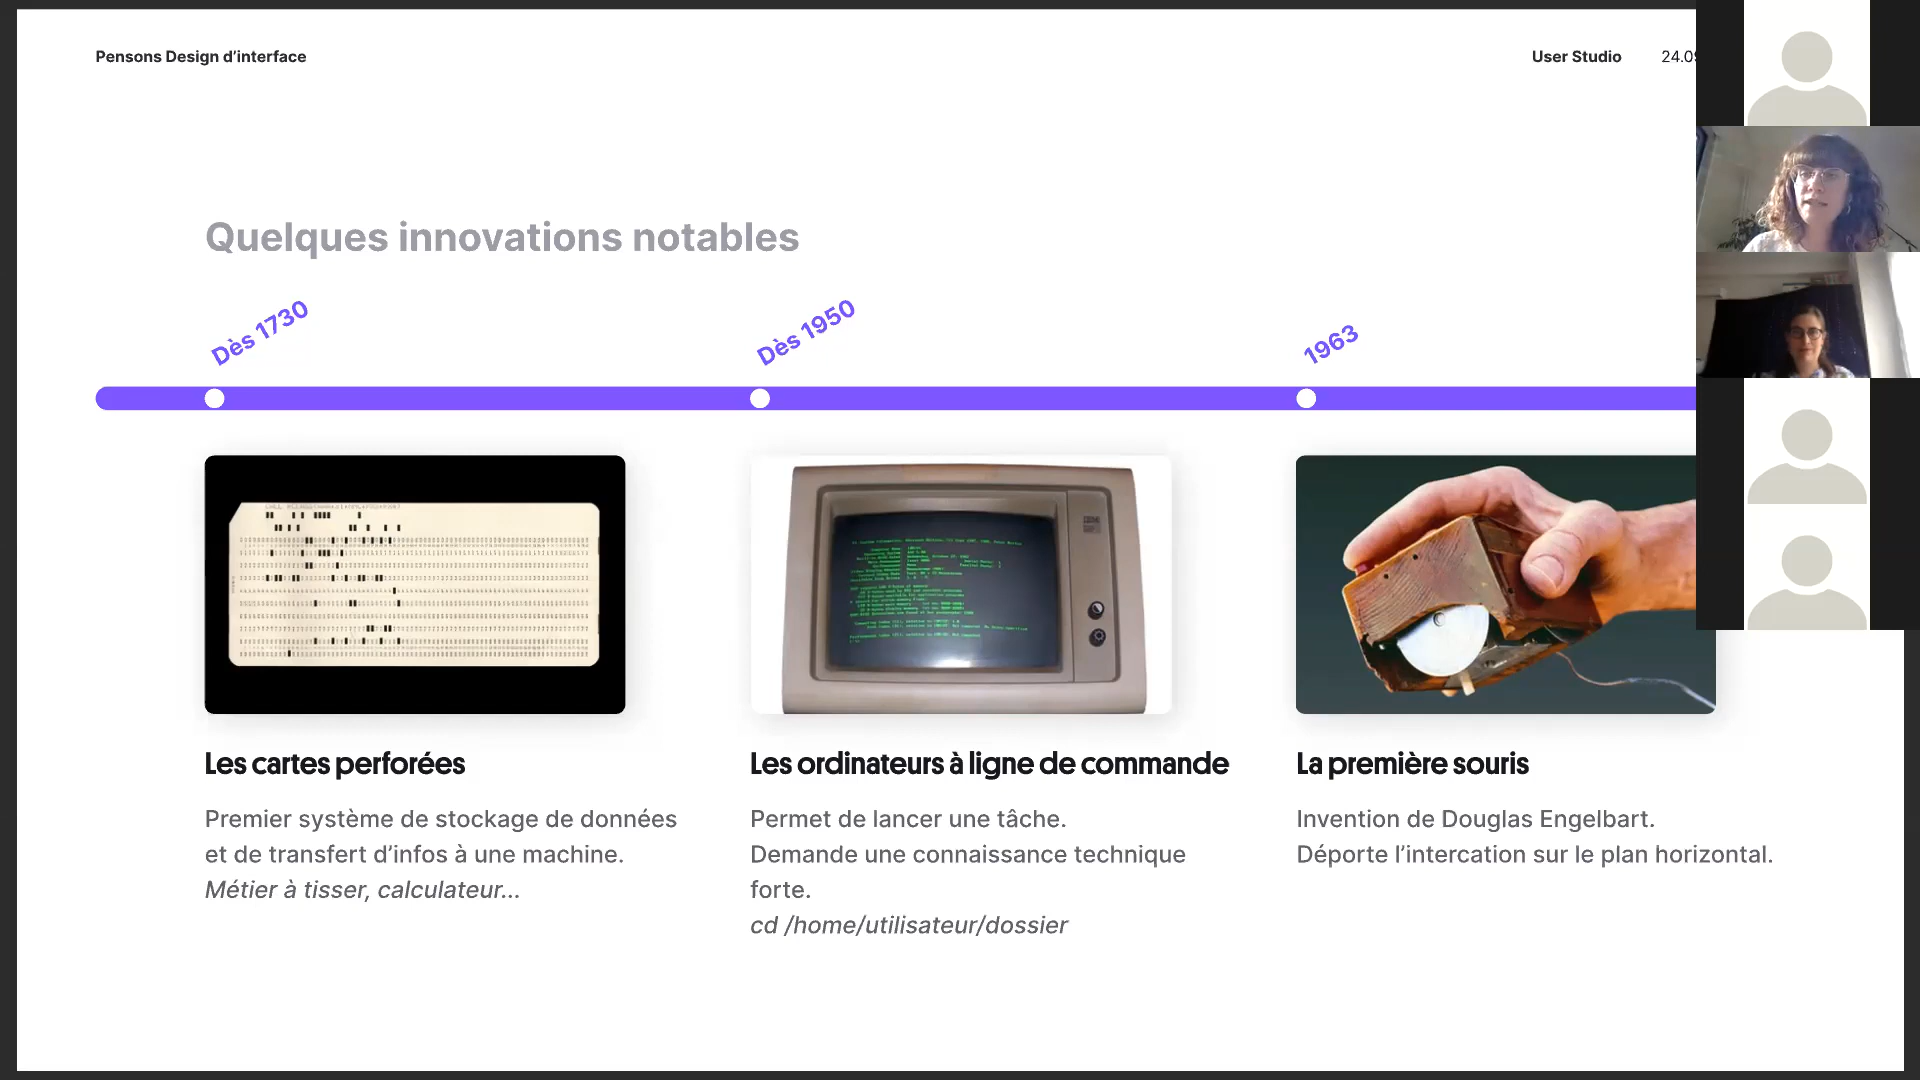 Pensons Design d’interface
User Studio
Quelques innovations notables
Dès 1730
Dès 1950
1963
Les cartes perforées
Premier système de stockage de données
et de transfert d’infos à une machine.
Métier à tisser, calculateur...
Les ordinateurs à ligne de commande
Permet de lancer une tâche.
Demande une connaissance technique
forte.
cd /home/utilisateur/dossier
La première souris
Invention de Douglas Engelbart.
Déporte l’intercation sur le plan horizontal.